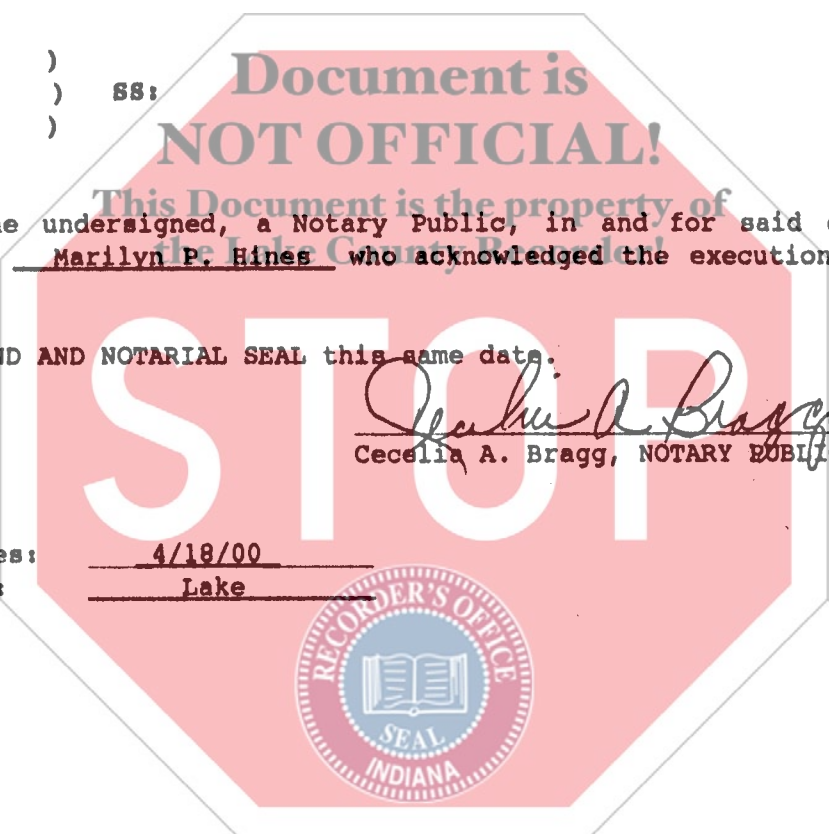 )
) SS:
)
Document is
NOT OFFICIAL!
This Document is the property of
the Lake County Recorder!
undersigned, a Notary Public, in and for said
Marilyn P. Hines who acknowledged the execution
AND NOTARIAL SEAL this same date.
STOP
Cecelia A. Bragg
Cecelia A. Bragg, NOTARY PUBLI
es: 4/18/00
: Lake
RECORDER'S OFFICE
SEAL
INDIANA